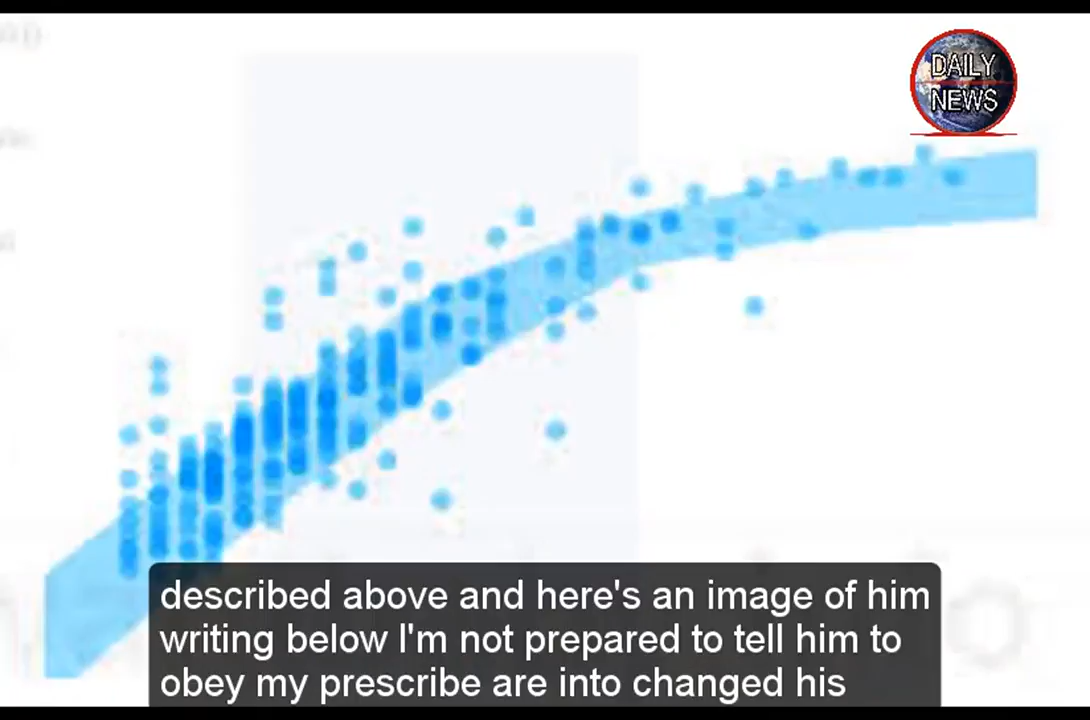 DAILY
NEWS
described above and here's an image of him
writing below I'm not prepared to tell him to
obey my prescribe are into changed his